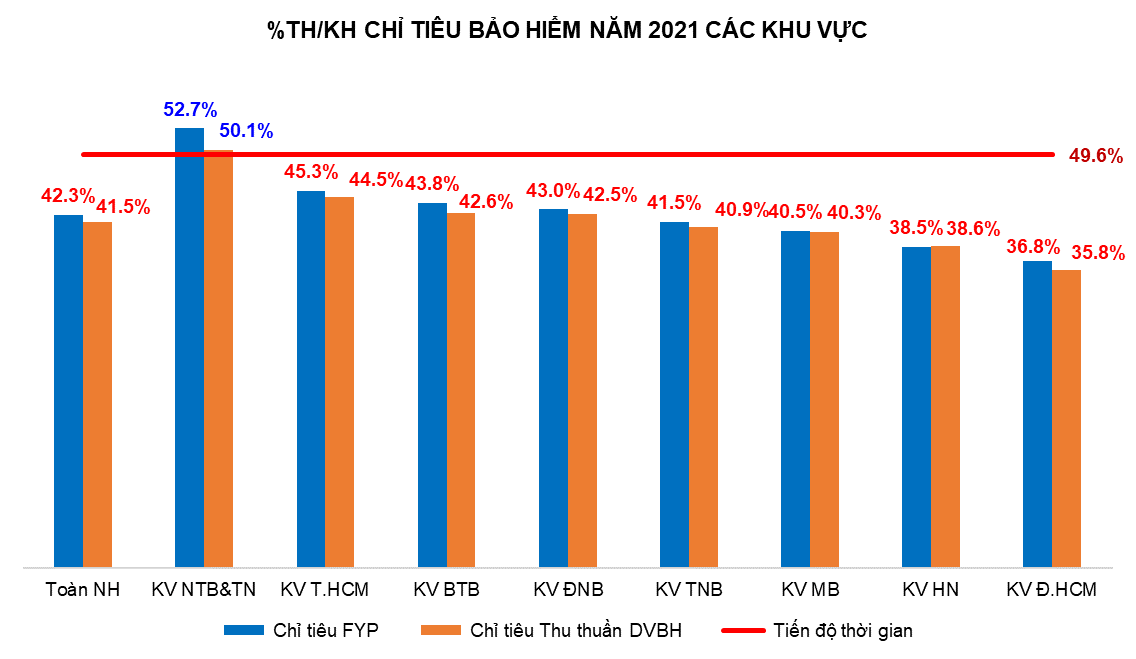 %TH/KH CHỈ TIÊU BẢO HIỂM NĂM 2021 CÁC KHU VỰC
52.7%
50.1%
49.6%
42.3%
41.5%
45.3%
44.5%
43.8%
42.6%
43.0%
42.5%
41.5%
40.9%
40.5%
40.3%
38.5%
38.6%
36.8%
35.8%
Toàn NH
KV NTB&TN
KV T.HCM
KV BTB
KV ĐNB
KV TNB
KV MB
KV HN
KV Đ.HCM
Chỉ tiêu FYP
Chỉ tiêu Thu thuần DVBH
Tiến độ thời gian